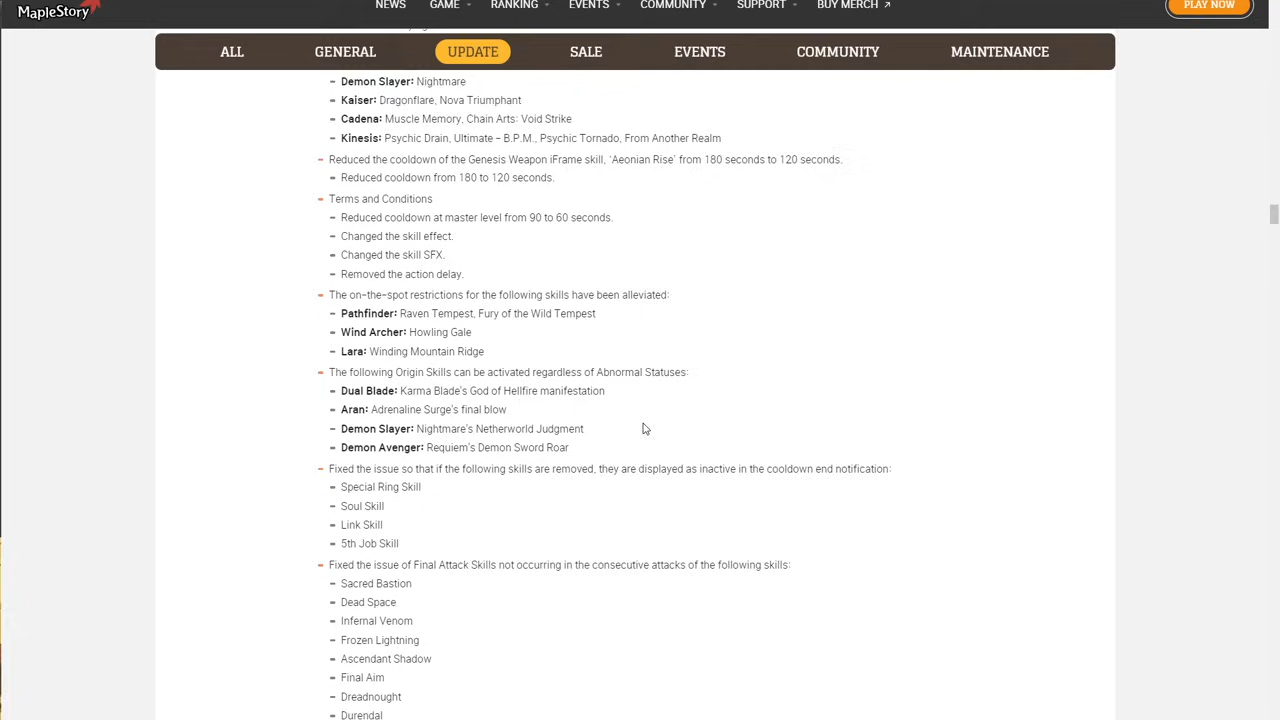 MapleStory
NEWS GAME RANKING EVENTS COMMUNITY SUPPORT BUY MERCH PLAY NOW
ALL GENERAL UPDATE SALE EVENTS COMMUNITY MAINTENANCE
Demon Slayer: Nightmare
Kaiser: Dragonflare, Nova Triumphant
Cadena: Muscle Memory, Chain Arts: Void Strike
Kinesis: Psychic Drain, Ultimate - B.P.M., Psychic Tornado, From Another Realm
Reduced the cooldown of the Genesis Weapon iFrame skill, 'Aeonian Rise' from 180 seconds to 120 seconds.
Reduced cooldown from 180 to 120 seconds.
Terms and Conditions
Reduced cooldown at master level from 90 to 60 seconds.
Changed the skill effect.
Changed the skill SFX.
Removed the action delay.
The on-the-spot restrictions for the following skills have been alleviated:
Pathfinder: Raven Tempest, Fury of the Wild Tempest
Wind Archer: Howling Gale
Lara: Winding Mountain Ridge
The following Origin Skills can be activated regardless of Abnormal Statuses:
Dual Blade: Karma Blade's God of Hellfire manifestation
Aran: Adrenaline Surge's final blow
Demon Slayer: Nightmare's Netherworld Judgment
Demon Avenger: Requiem's Demon Sword Roar
Fixed the issue so that if the following skills are removed, they are displayed as inactive in the cooldown end notification:
Special Ring Skill
Soul Skill
Link Skill
5th Job Skill
Fixed the issue of Final Attack Skills not occurring in the consecutive attacks of the following skills:
Sacred Bastion
Dead Space
Infernal Venom
Frozen Lightning
Ascendant Shadow
Final Aim
Dreadnought
Durendal